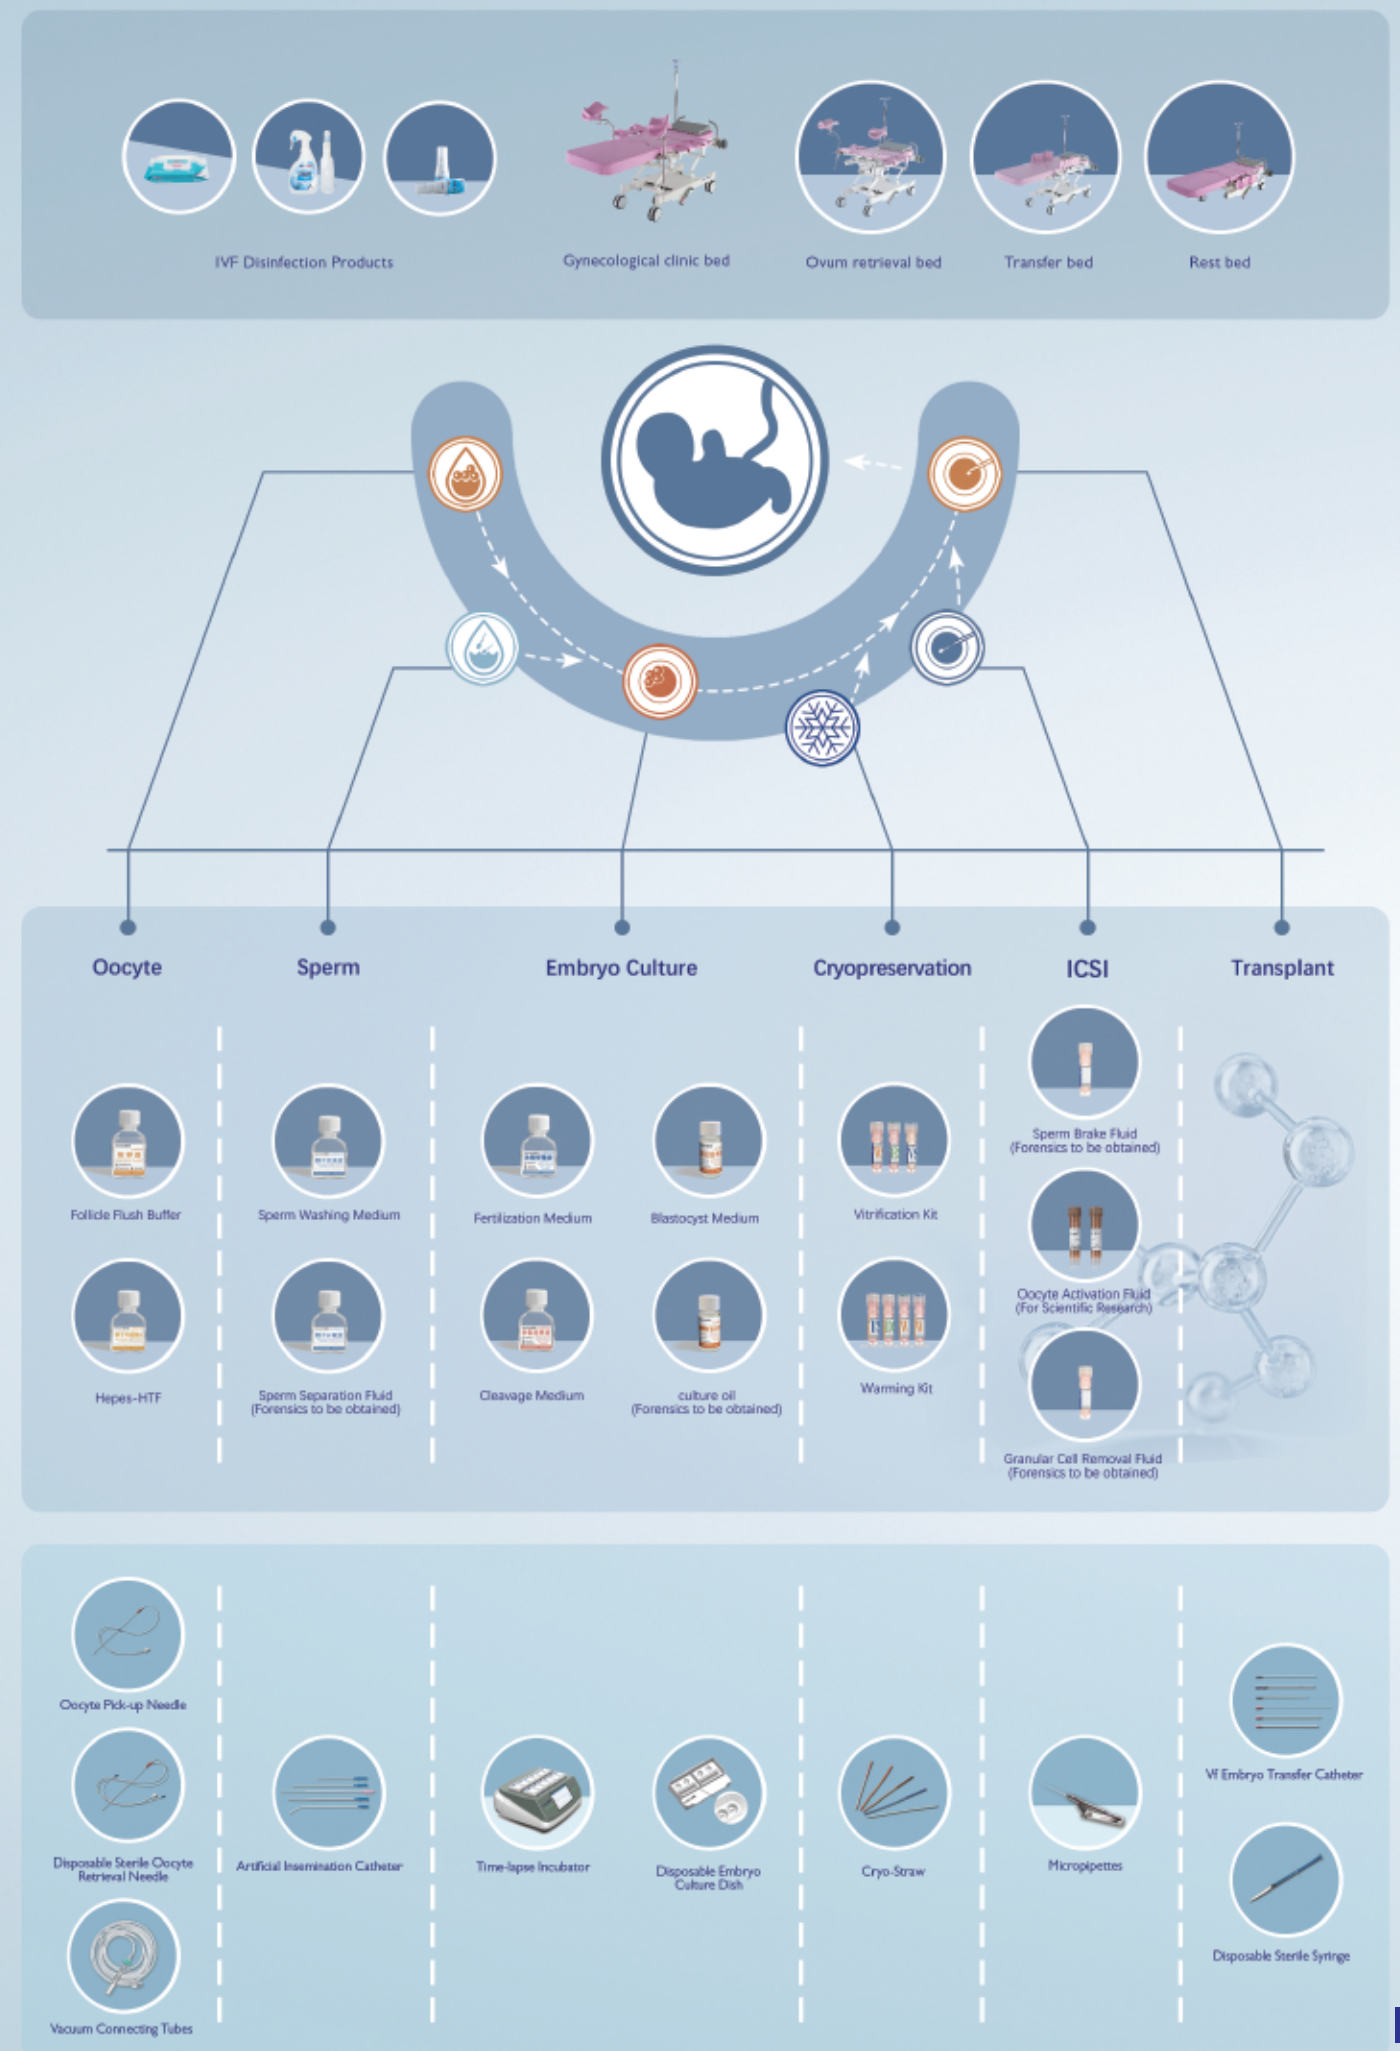 IVF Disinfection Products
Gynecological clinic bed
Ovum retrieval bed
Transfer bed
Rest bed
Oocyte
Sperm
Embryo Culture
Cryopreservation
ICSI
Transplant
Follicle Flush Buffer
Hepes-HTF
Sperm Washing Medium
Sperm Separation Fluid
(Forensics to be obtained)
Fertilization Medium
Blastocyst Medium
Cleavage Medium
culture oil
(Forensics to be obtained)
Vitrification Kit
Warming Kit
Sperm Brake Fluid
(Forensics to be obtained)
Oocyte Activation Fluid
(For Scientific Research)
Granular Cell Removal Fluid
(Forensics to be obtained)
Oocyte Pick-up Needle
Disposable Sterile Oocyte
Retrieval Needle
Vacuum Connecting Tubes
Artificial Insemination Catheter
Time-lapse Incubator
Disposable Embryo
Culture Dish
Cryo-Straw
Micropipettes
Vf Embryo Transfer Catheter
Disposable Sterile Syringe